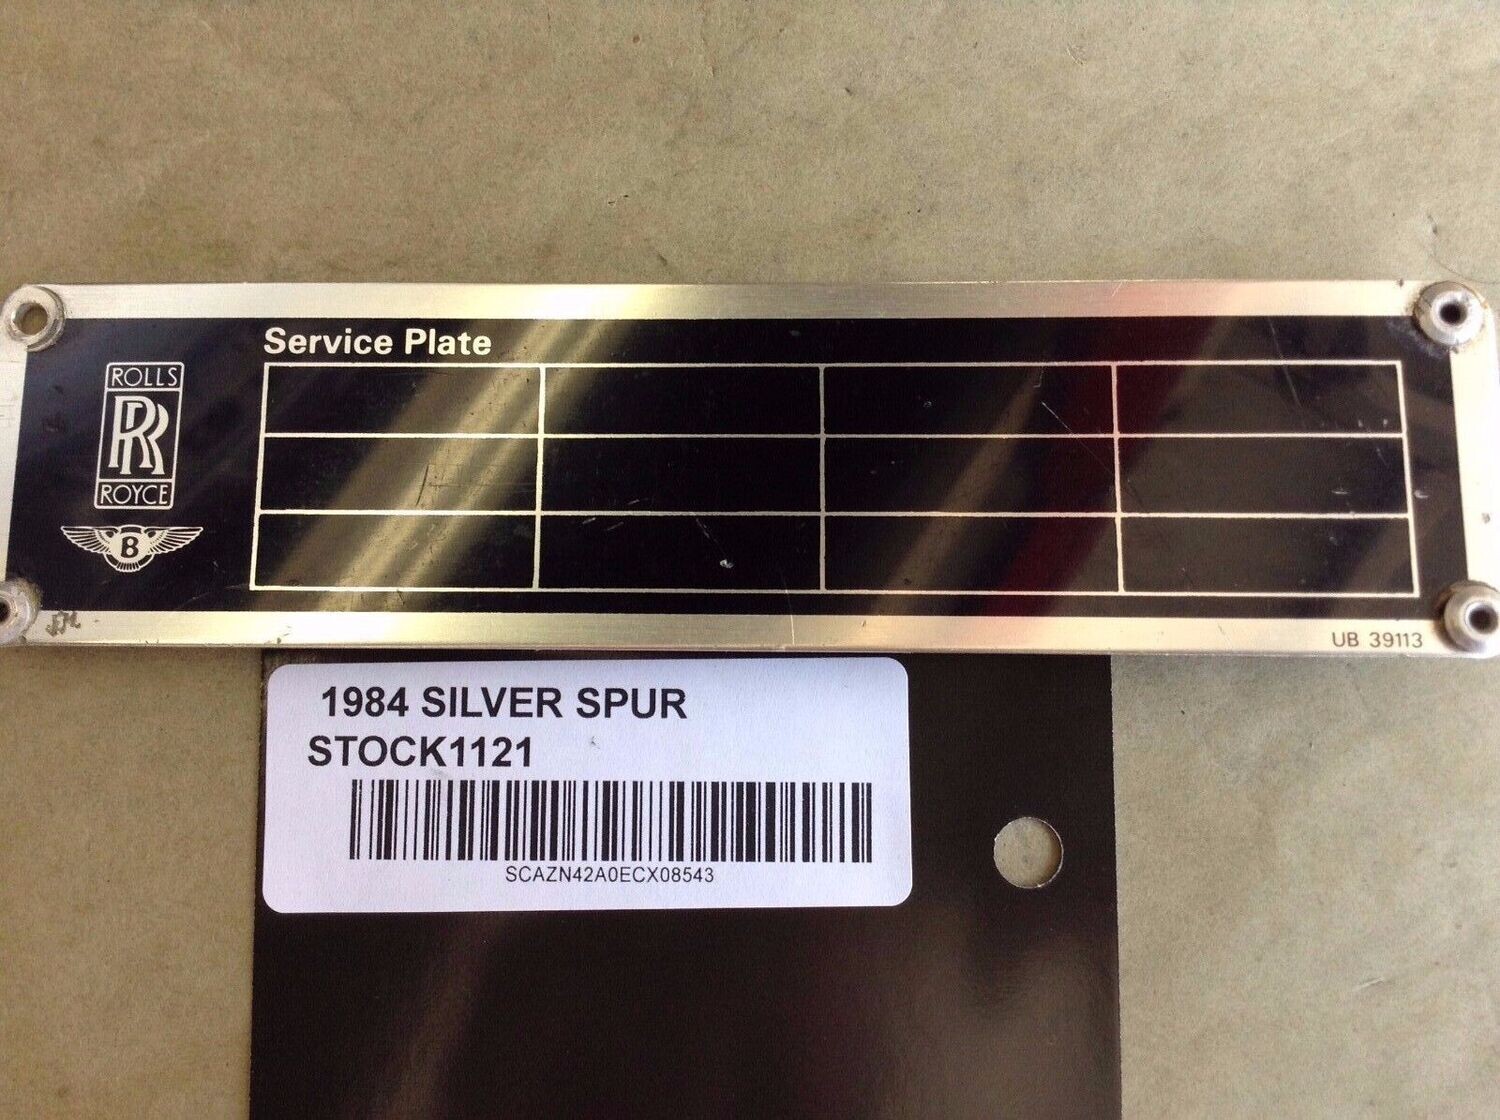 Service Plate
ROLLS
RR
ROYCE
B
UB 39113
1984 SILVER SPUR
STOCK1121
SCAZN42A0ECX08543